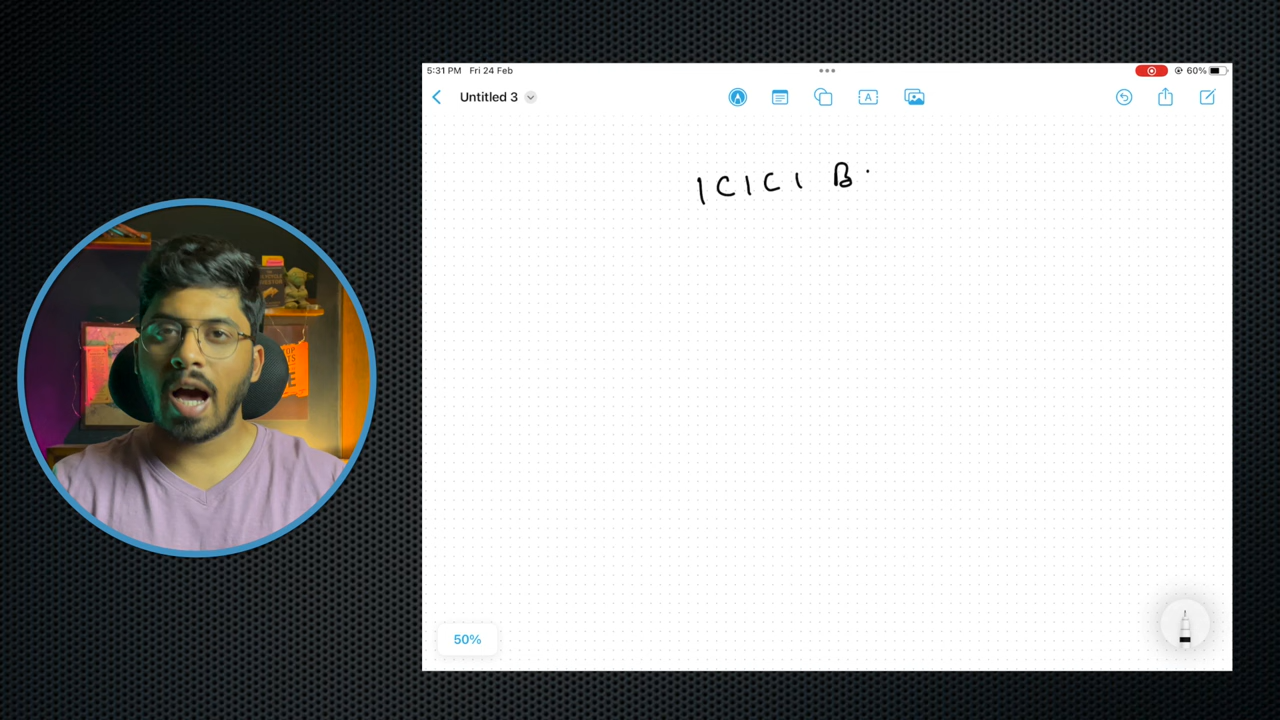 5:31 PM Fri 24 Feb
60%
Untitled 3
A
ICICI B.
50%